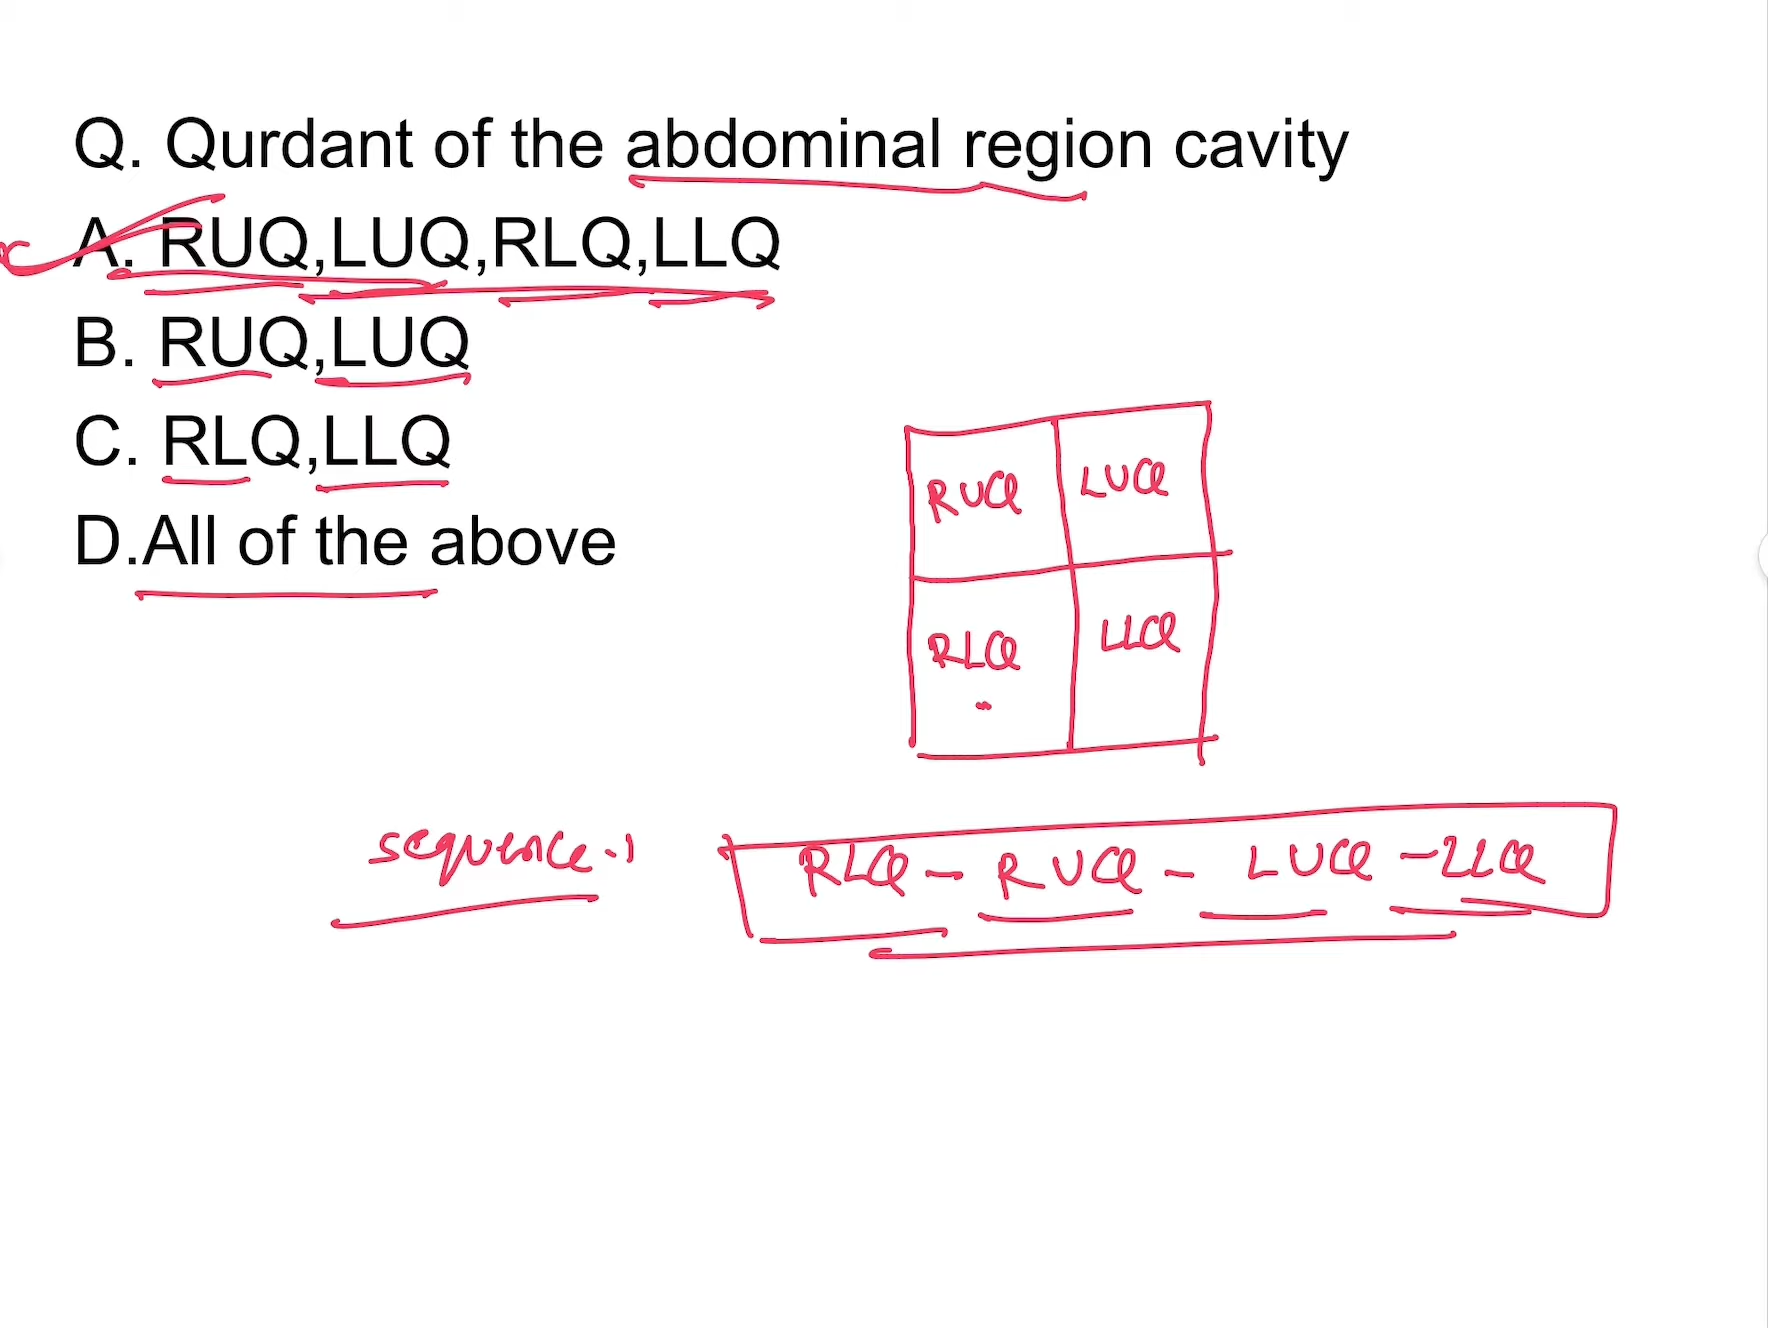 Q. Qurdant of the abdominal region cavity
A. RUQ,LUQ,RLQ,LLQ
B. RUQ,LUQ
C. RLQ,LLQ
D.All of the above
RUQ LUQ
RLQ LLQ
sequence.1 RLQ - RUQ - LUQ - LLQ